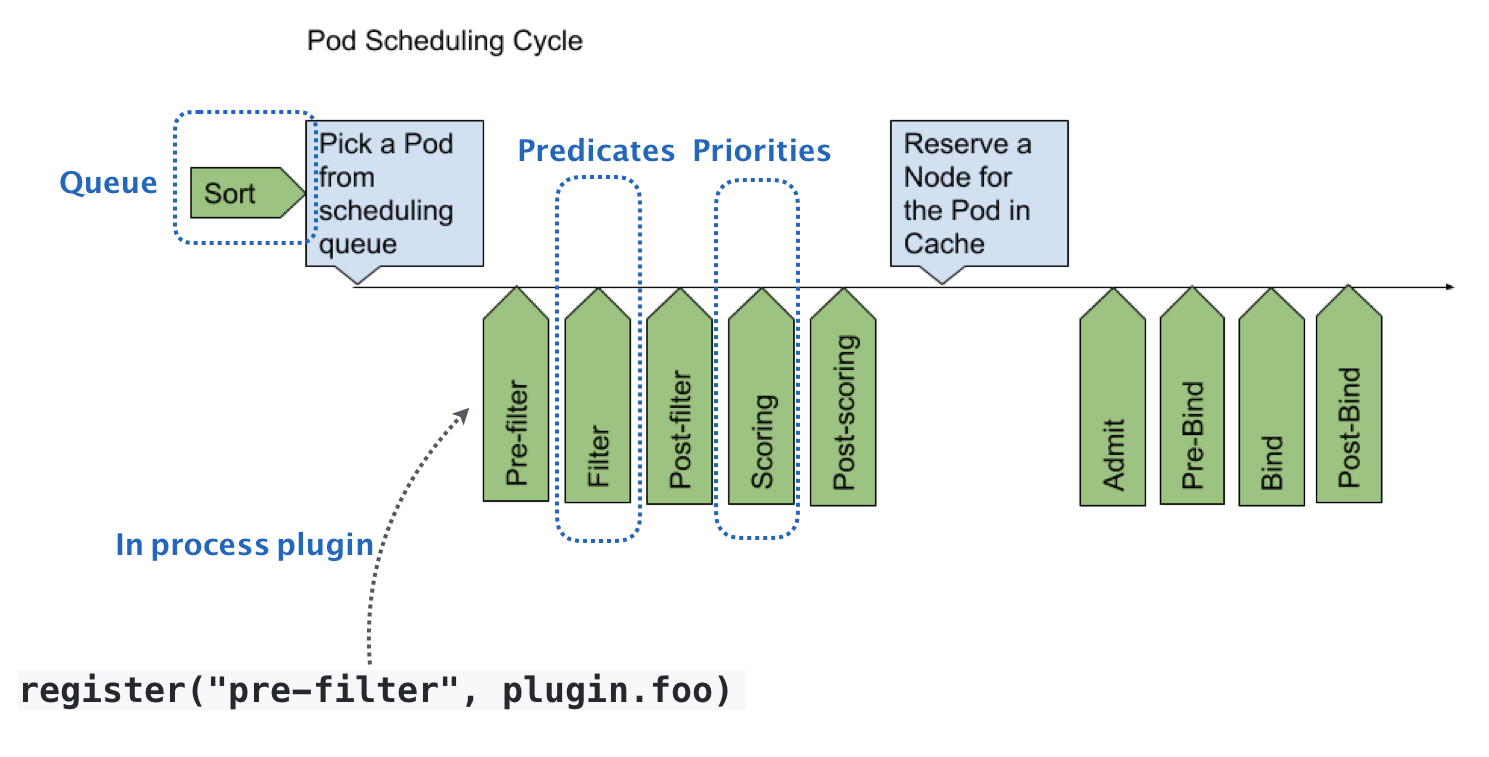 Pod Scheduling Cycle
Queue
Sort
Pick a Pod
from
scheduling
queue
Predicates
Priorities
Reserve a
Node for
the Pod in
Cache
Pre-filter
Filter
Post-filter
Scoring
Post-scoring
Admit
Pre-Bind
Bind
Post-Bind
In process plugin
register("pre-filter", plugin.foo)